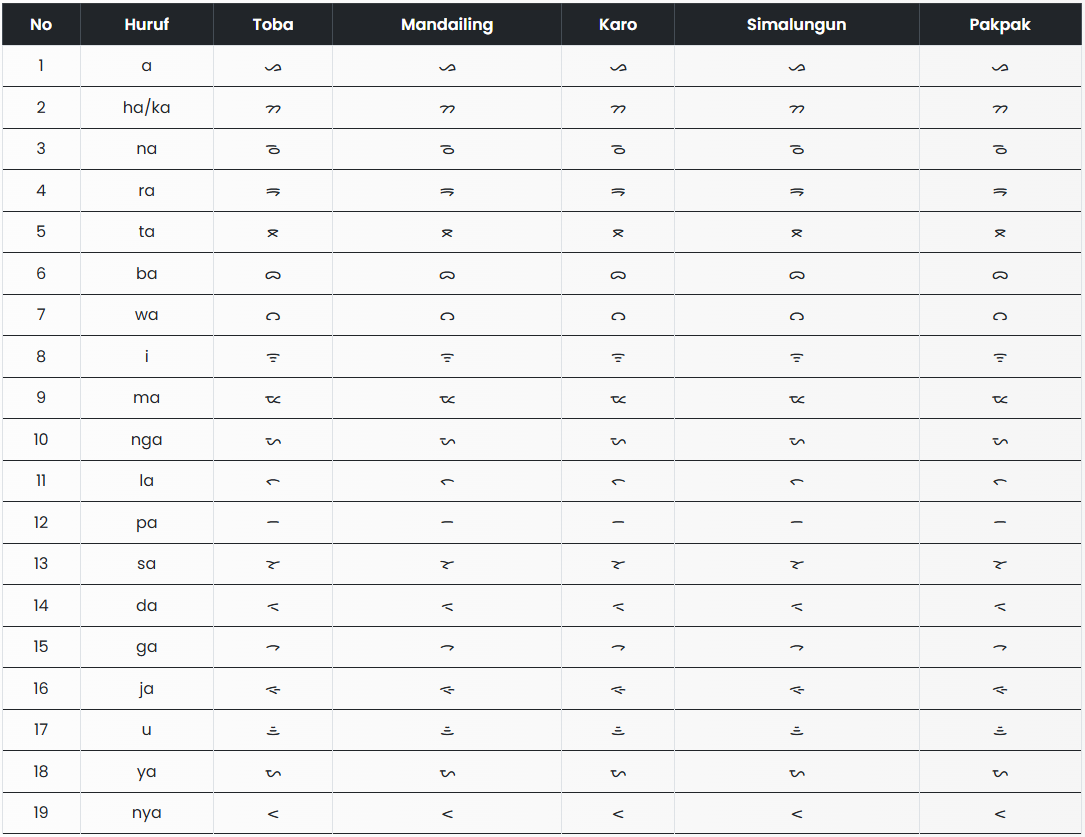 No Huruf Toba Mandailing Karo Simalungun Pakpak
1 a ᯀ ᯀ ᯀ ᯀ ᯀ
2 ha/ka ᯂ ᯂ ᯂ ᯂ ᯂ
3 na ᯉ ᯉ ᯉ ᯉ ᯉ
4 ra ᯒ ᯒ ᯒ ᯒ ᯒ
5 ta ᯖ ᯖ ᯖ ᯖ ᯖ
6 ba ᯅ ᯅ ᯅ ᯅ ᯅ
7 wa ᯋ ᯋ ᯋ ᯋ ᯋ
8 i ᯤ ᯤ ᯤ ᯤ ᯤ
9 ma ᯔ ᯔ ᯔ ᯔ ᯔ
10 nga ᯛ ᯛ ᯛ ᯛ ᯛ
11 la ᯞ ᯞ ᯞ ᯞ ᯞ
12 pa ᯇ ᯇ ᯇ ᯇ ᯇ
13 sa ᯘ ᯘ ᯘ ᯘ ᯘ
14 da ᯑ ᯑ ᯑ ᯑ ᯑ
15 ga ᯎ ᯎ ᯎ ᯎ ᯎ
16 ja ᯐ ᯐ ᯐ ᯐ ᯐ
17 u ᯥ ᯥ ᯥ ᯥ ᯥ
18 ya ᯛ ᯛ ᯛ ᯛ ᯛ
19 nya ᯝ ᯝ ᯝ ᯝ ᯝ